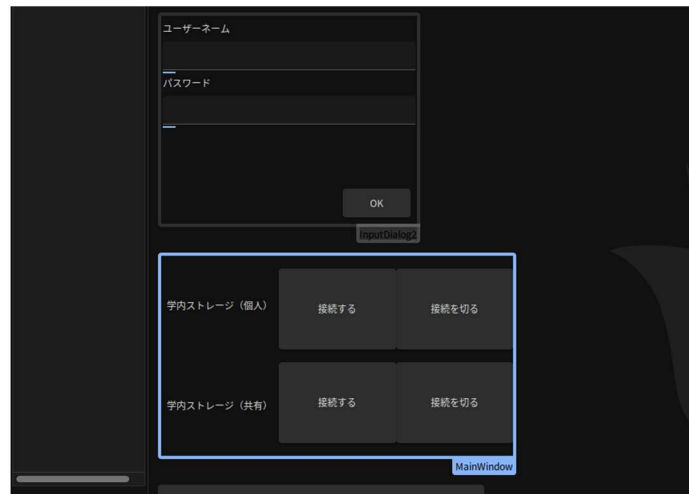 ユーザーネーム
パスワード
OK
InputDialog2
学内ストレージ（個人）
接続する
接続を切る
学内ストレージ（共有）
接続する
接続を切る
MainWindow